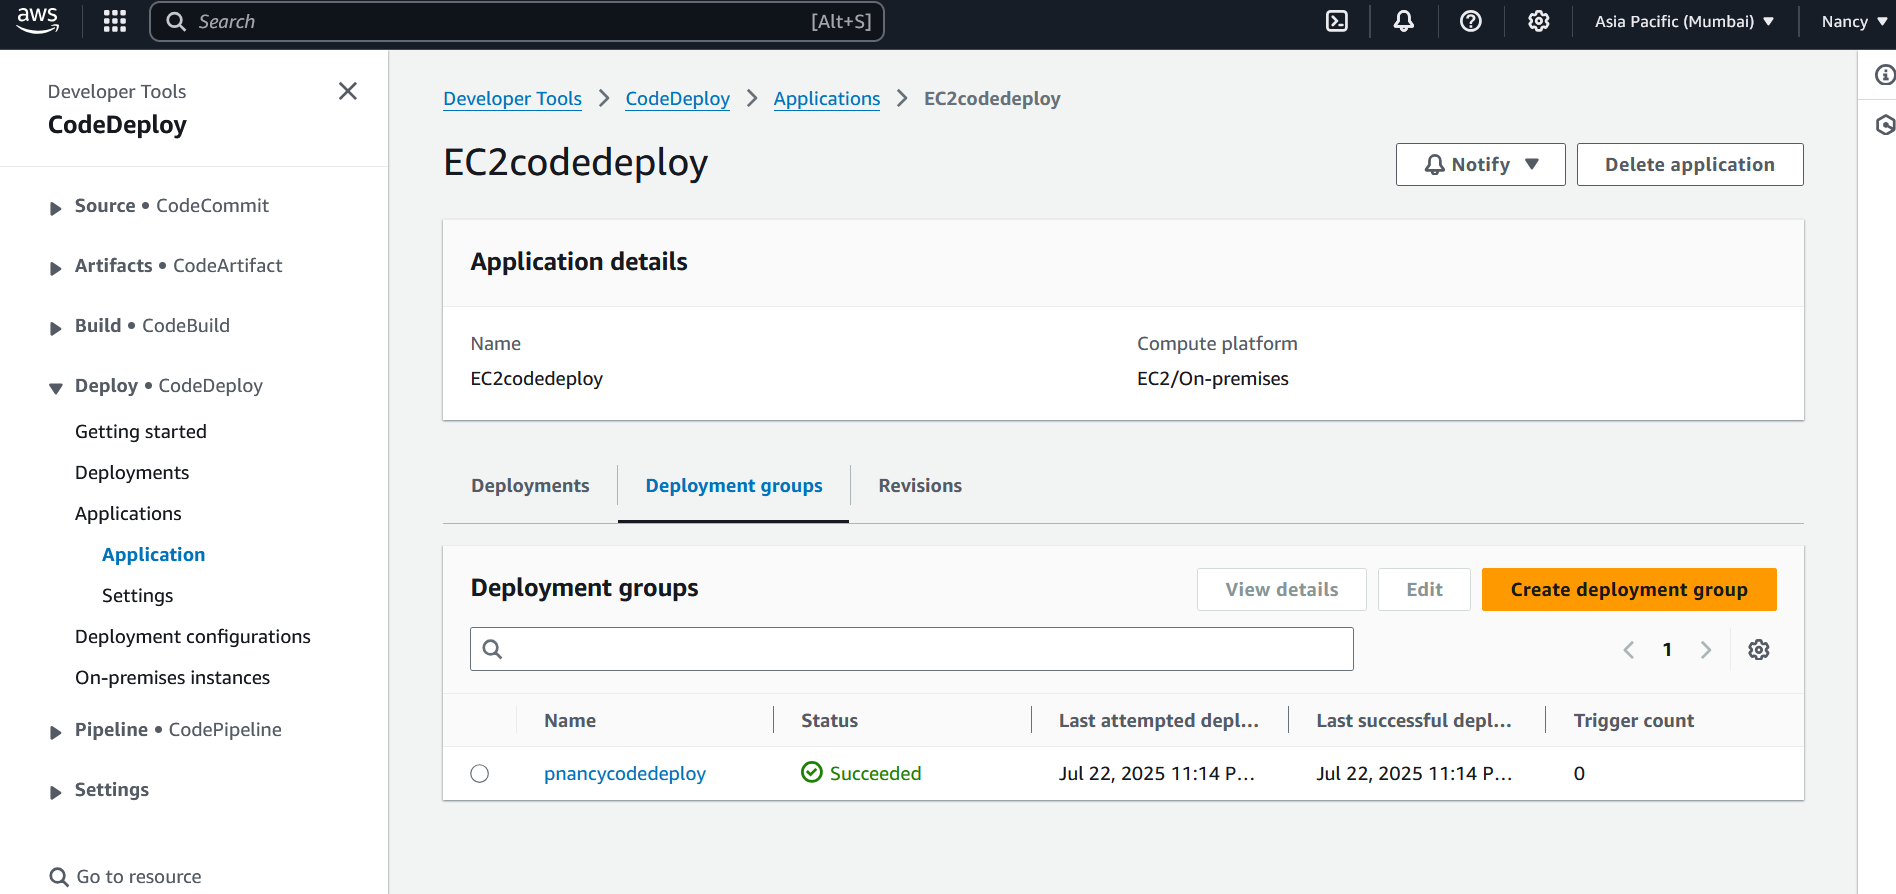 aws
Search [Alt+S]
Asia Pacific (Mumbai)
Nancy
Developer Tools
CodeDeploy
Source • CodeCommit
Artifacts • CodeArtifact
Build • CodeBuild
Deploy • CodeDeploy
Getting started
Deployments
Applications
Application
Settings
Deployment configurations
On-premises instances
Pipeline • CodePipeline
Settings
Go to resource
Developer Tools > CodeDeploy > Applications > EC2codedeploy
EC2codedeploy
Notify
Delete application
Application details
Name
EC2codedeploy
Compute platform
EC2/On-premises
Deployments
Deployment groups
Revisions
Deployment groups
View details
Edit
Create deployment group
1
Name Status Last attempted depl... Last successful depl... Trigger count
pnancycodedeploy Succeeded Jul 22, 2025 11:14 P... Jul 22, 2025 11:14 P... 0